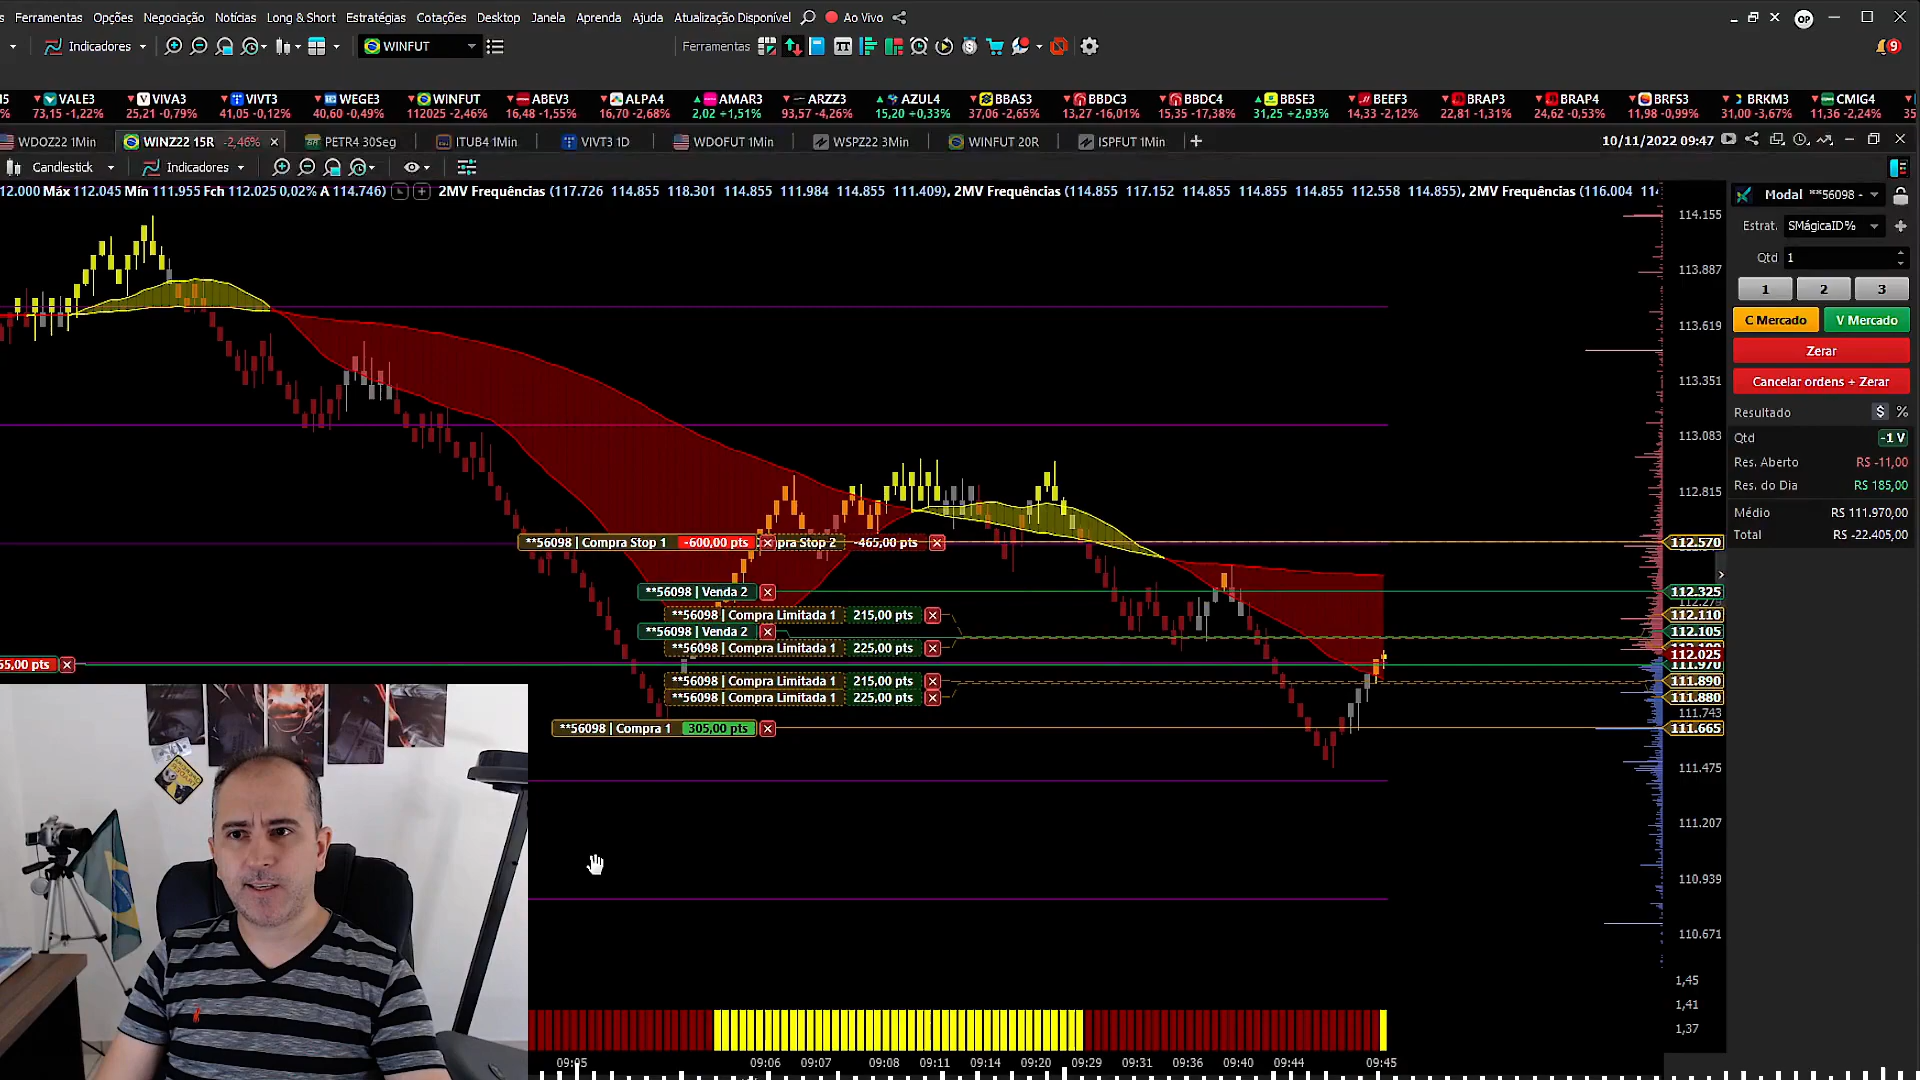 Ferramentas Opções Negociação Notícias Long & Short Estratégias Cotações Desktop Janela Aprenda Ajuda Atualização Disponível Ao Vivo OP
Indicadores WINFUT Ferramentas 9
VALE3 VIVA3 VIVT3 WEGE3 WINFUT ABEV3 ALPA4 AMAR3 ARZZ3 AZUL4 BBAS3 BBDC3 BBDC4 BBSE3 BEEF3 BRAP3 BRAP4 BRFS3 BRKM3 CMIG4
73,15 -1,22% 25,21 -0,79% 41,05 -0,12% 40,60 -0,49% 112025 -2,46% 16,48 -1,55% 16,70 -2,68% 2,02 +1,51% 93,57 -4,26% 15,20 +0,33% 37,06 -2,65% 13,27 -16,01% 15,35 -17,38% 31,25 +2,93% 14,33 -2,12% 22,81 -1,31% 24,62 -0,53% 11,98 -0,99% 31,00 -3,67% 11,36 -2,24%
WDOZ22 1Min WINZ22 15R -2,46% PETR4 30Seg ITUB4 1Min VIVT3 1D WDOFUT 1Min WSPZ22 3Min WINFUT 20R ISPFUT 1Min 10/11/2022 09:47
Candlestick Indicadores
12.000 Máx 112.045 Mín 111.955 Fch 112.025 0,02% A 114.746) 2MV Frequências (117.726 114.855 118.301 114.855 111.984 114.855 111.409), 2MV Frequências (114.855 117.152 114.855 114.855 114.855 112.558 114.855), 2MV Frequências (116.004
Modal **56098 -
Estrat. SMágicaID%
Qtd 1
1 2 3
C Mercado V Mercado
Zerar
Cancelar ordens + Zerar
Resultado $ %
Qtd -1 V
Res. Aberto R$ -11,00
Res. do Dia R$ 185,00
Médio R$ 111.970,00
Total R$ -22.405,00
114.155
113.887
113.619
113.351
113.083
112.815
**56098 | Compra Stop 1 -600,00 pts pra Stop 2 -465,00 pts 112.570
**56098 | Venda 2 112.325
**56098 | Compra Limitada 1 215,00 pts 112.110
**56098 | Venda 2 112.105
**56098 | Compra Limitada 1 225,00 pts
112.025
55,00 pts 111.970
**56098 | Compra Limitada 1 215,00 pts 111.890
**56098 | Compra Limitada 1 225,00 pts 111.880
111.743
**56098 | Compra 1 305,00 pts 111.665
111.475
111.207
110.939
110.671
1,45
1,41
1,37
09:05 09:06 09:07 09:08 09:11 09:14 09:20 09:29 09:31 09:36 09:40 09:44 09:45